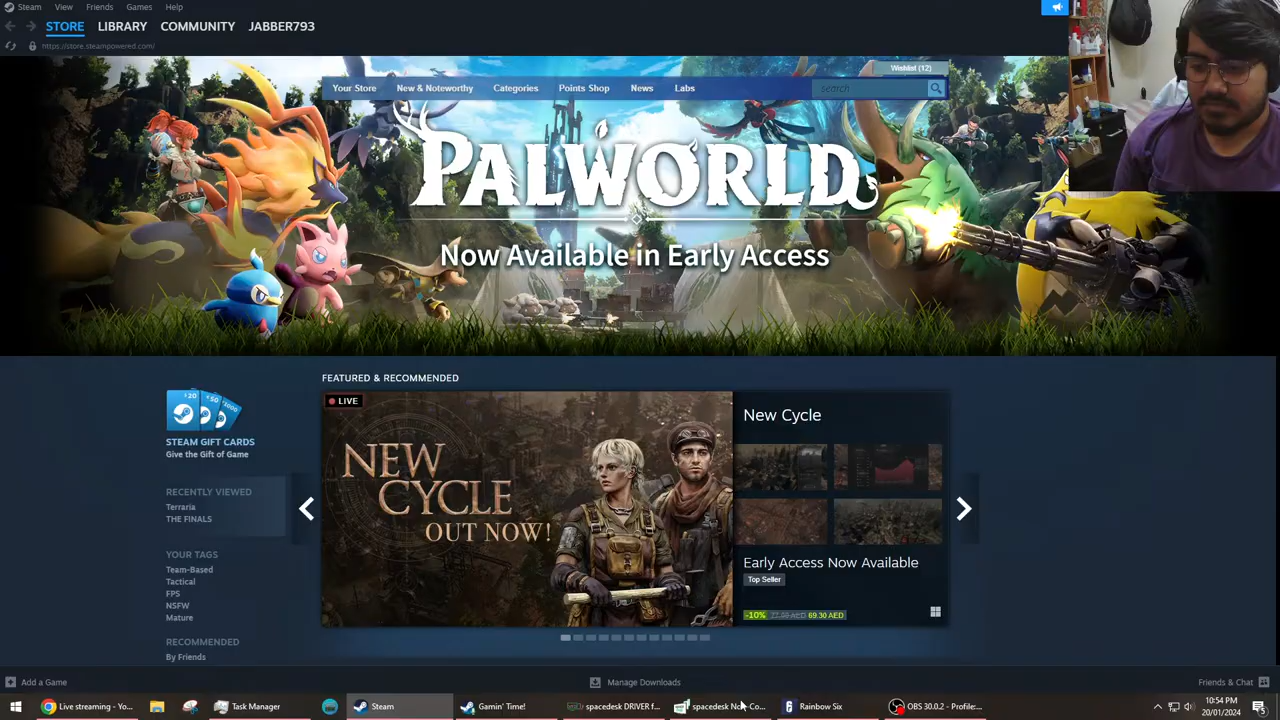 Steam View Friends Games Help
STORE LIBRARY COMMUNITY JABBER793
https://store.steampowered.com/
Wishlist (12)
Your Store New & Noteworthy Categories Points Shop News Labs
search
PALWORLD
Now Available in Early Access
FEATURED & RECOMMENDED
$20 $50
STEAM GIFT CARDS
Give the Gift of Game
RECENTLY VIEWED
Terraria
THE FINALS
YOUR TAGS
Team-Based
Tactical
FPS
NSFW
Mature
RECOMMENDED
By Friends
LIVE
NEW
CYCLE
OUT NOW!
New Cycle
Early Access Now Available
Top Seller
-10% 69.30 AED
Add a Game
Manage Downloads
Friends & Chat
Live streaming - Yo...
Task Manager
Steam
Gamin' Time!
spacedesk DRIVER f...
spacedesk
Rainbow Six
OBS 30.0.2 - Profile:...
10:54 PM
20/01/2024